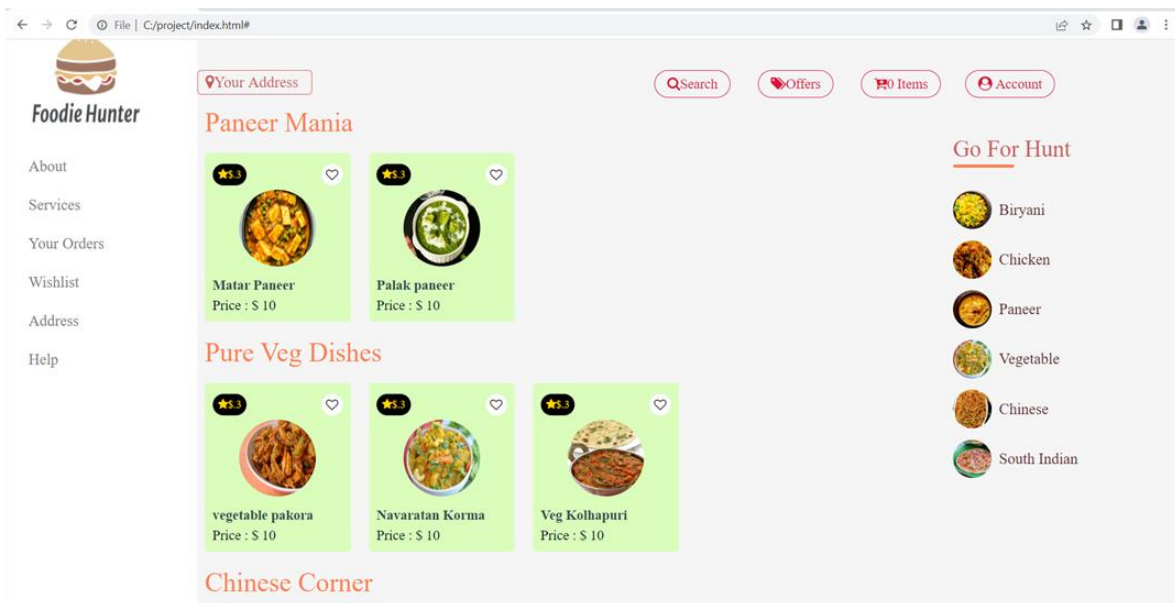 File | C:/project/index.html#
Foodie Hunter
About
Services
Your Orders
Wishlist
Address
Help
Your Address
Search
Offers
0 Items
Account
Paneer Mania
Matar Paneer
Price : $ 10
Palak paneer
Price : $ 10
Pure Veg Dishes
vegetable pakora
Price : $ 10
Navaratan Korma
Price : $ 10
Veg Kolhapuri
Price : $ 10
Chinese Corner
Go For Hunt
Biryani
Chicken
Paneer
Vegetable
Chinese
South Indian